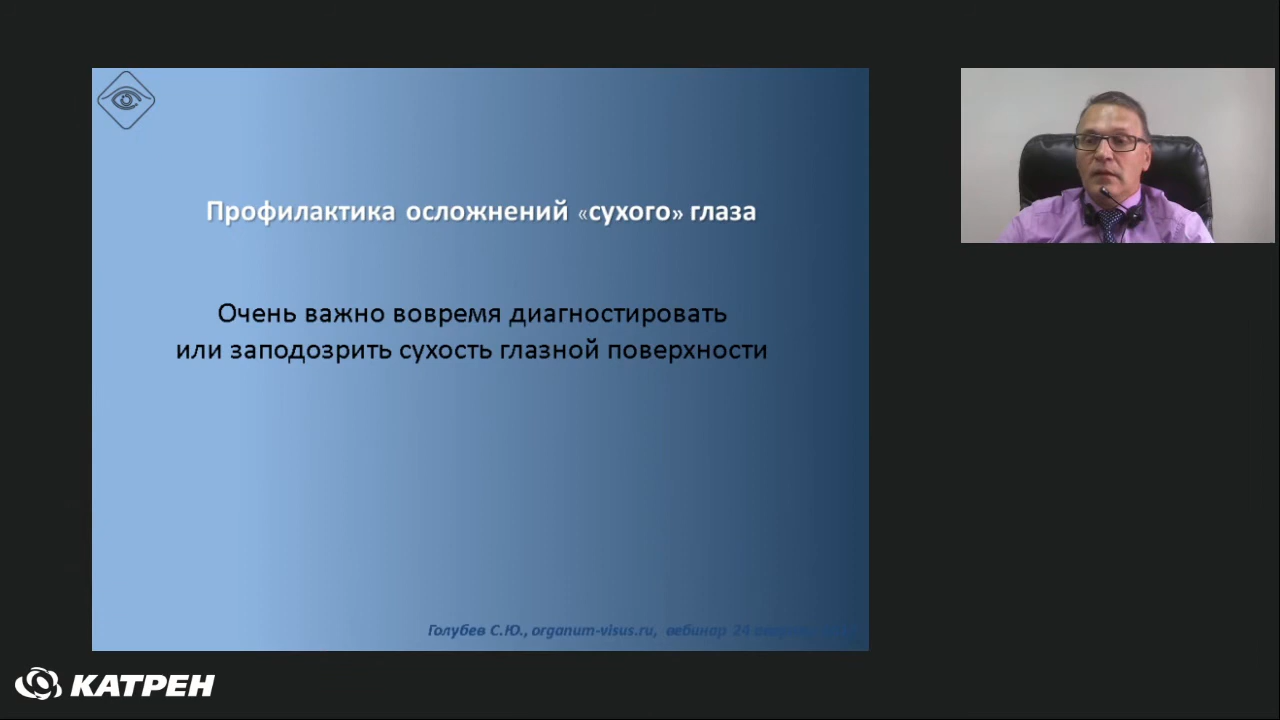 Профилактика осложнений «сухого» глаза
Очень важно вовремя диагностировать
или заподозрить сухость глазной поверхности
Голубев С.Ю., organum-visus.ru, вебинар 24
КАТРЕН